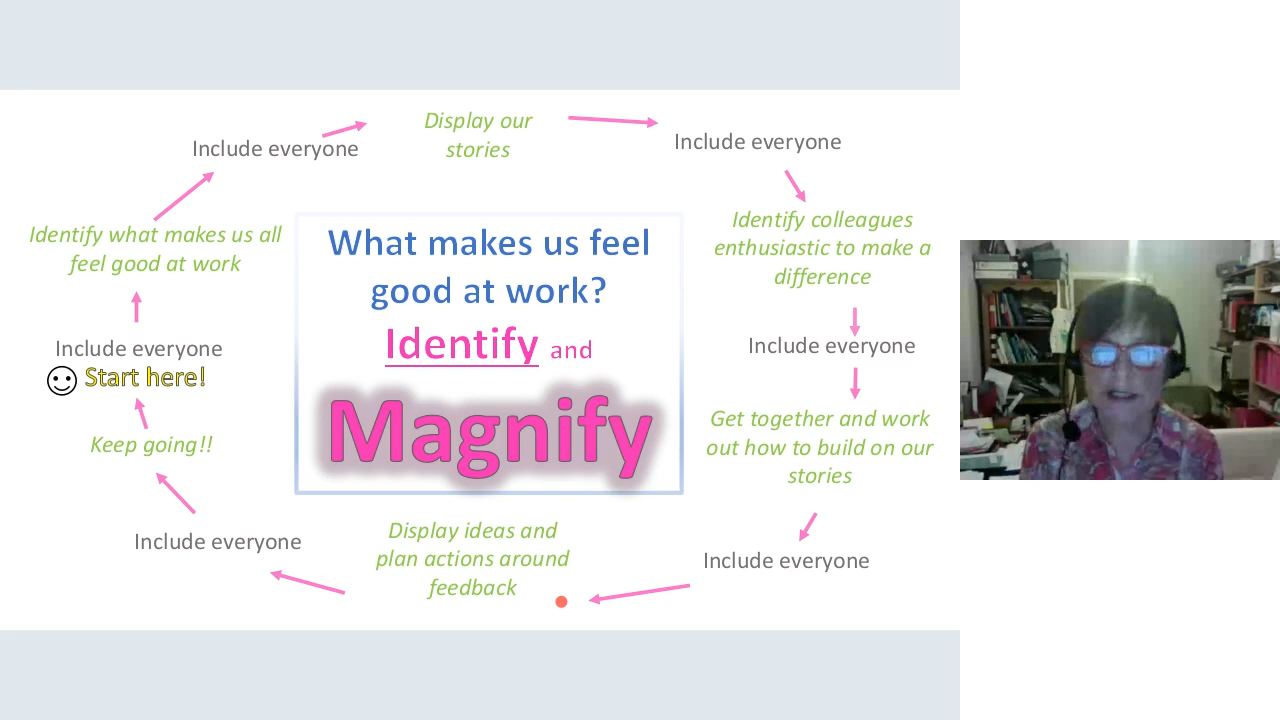 What makes us feel
good at work?
Identify and
Magnify
Include everyone
Start here!
Identify what makes us all
feel good at work
Include everyone
Display our
stories
Include everyone
Identify colleagues
enthusiastic to make a
difference
Include everyone
Get together and work
out how to build on our
stories
Include everyone
Display ideas and
plan actions around
feedback
Include everyone
Keep going!!